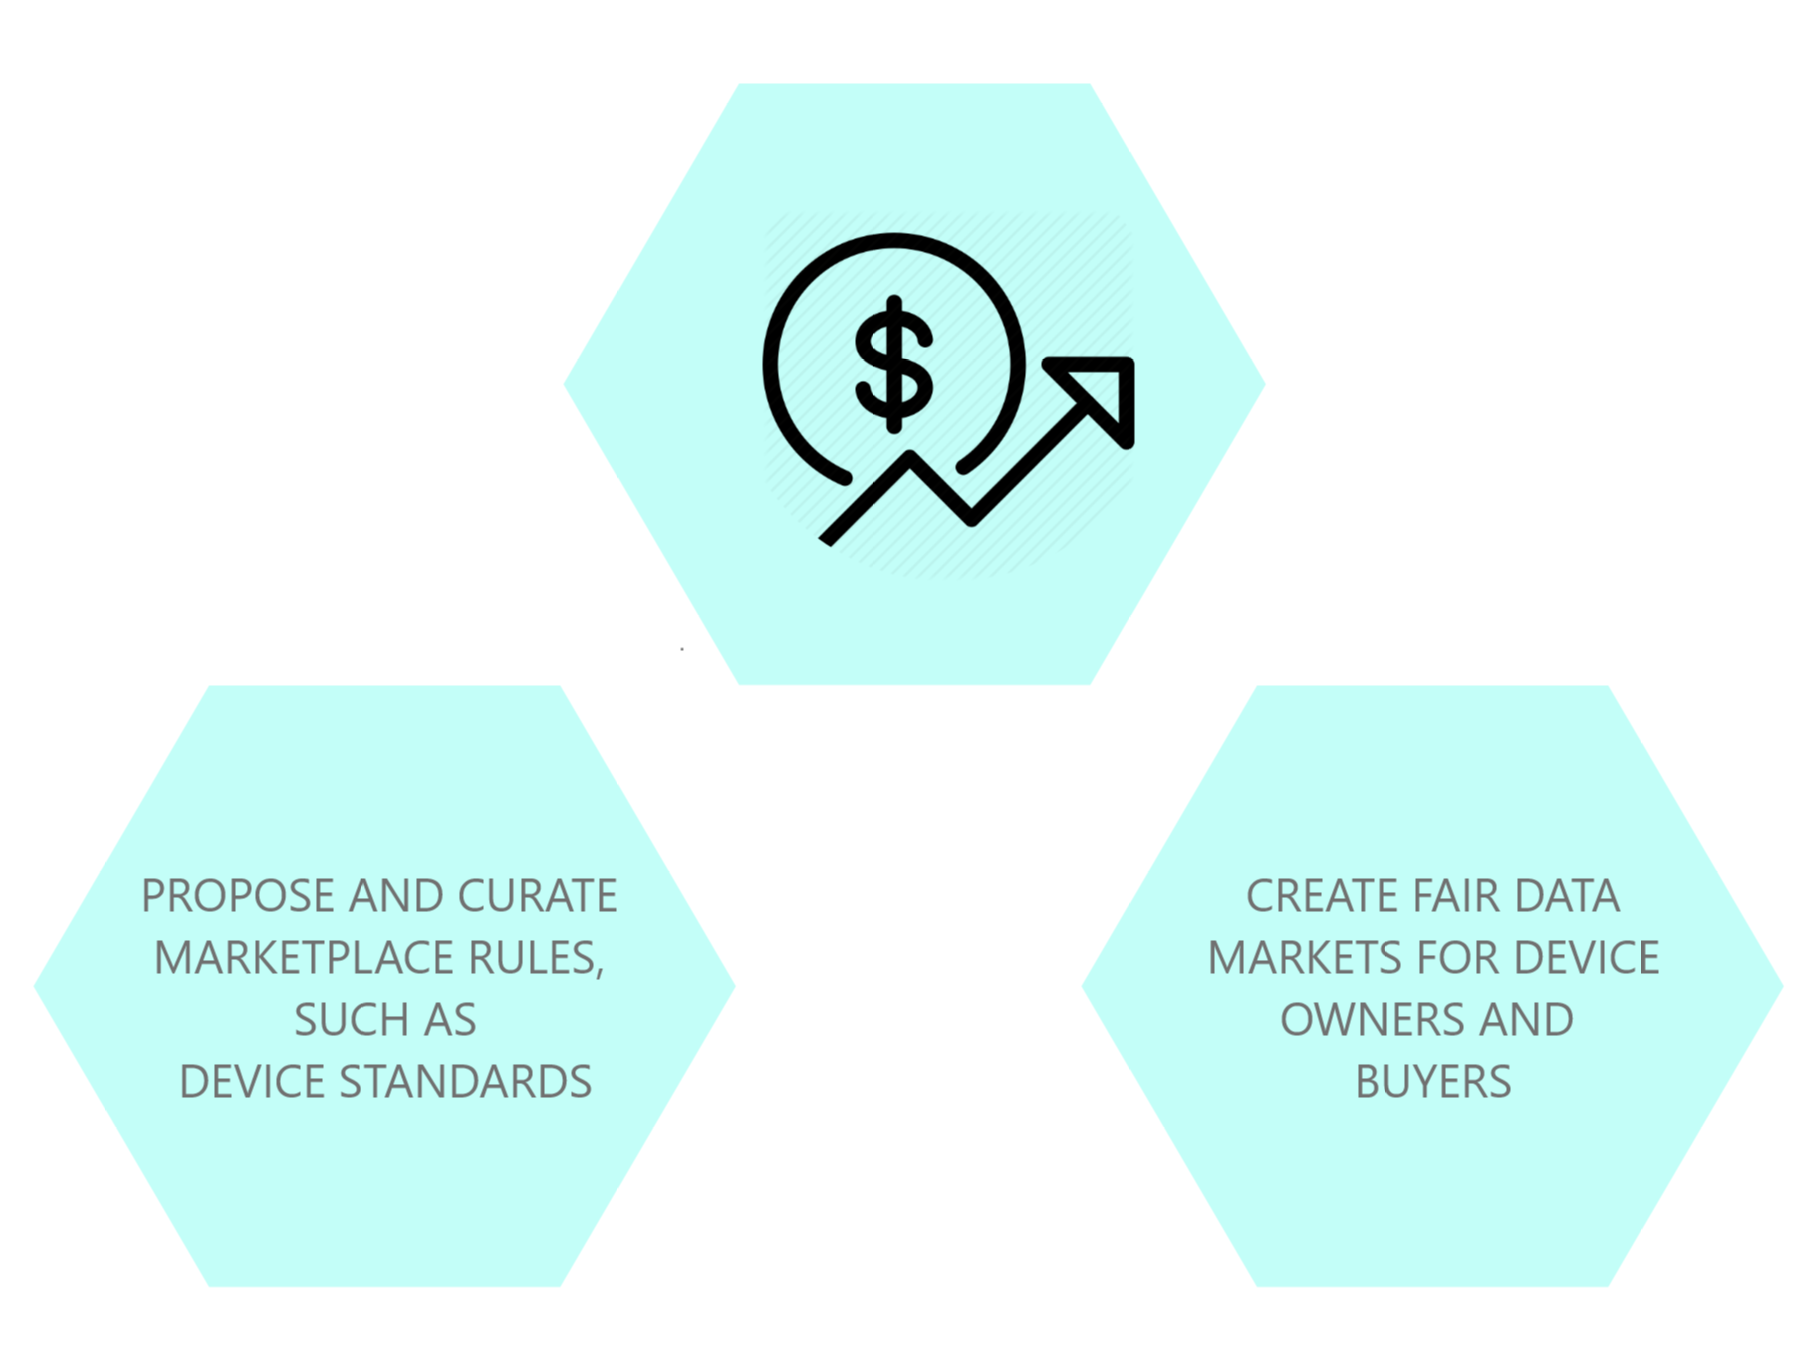 $
PROPOSE AND CURATE
MARKETPLACE RULES,
SUCH AS
DEVICE STANDARDS
CREATE FAIR DATA
MARKETS FOR DEVICE
OWNERS AND
BUYERS